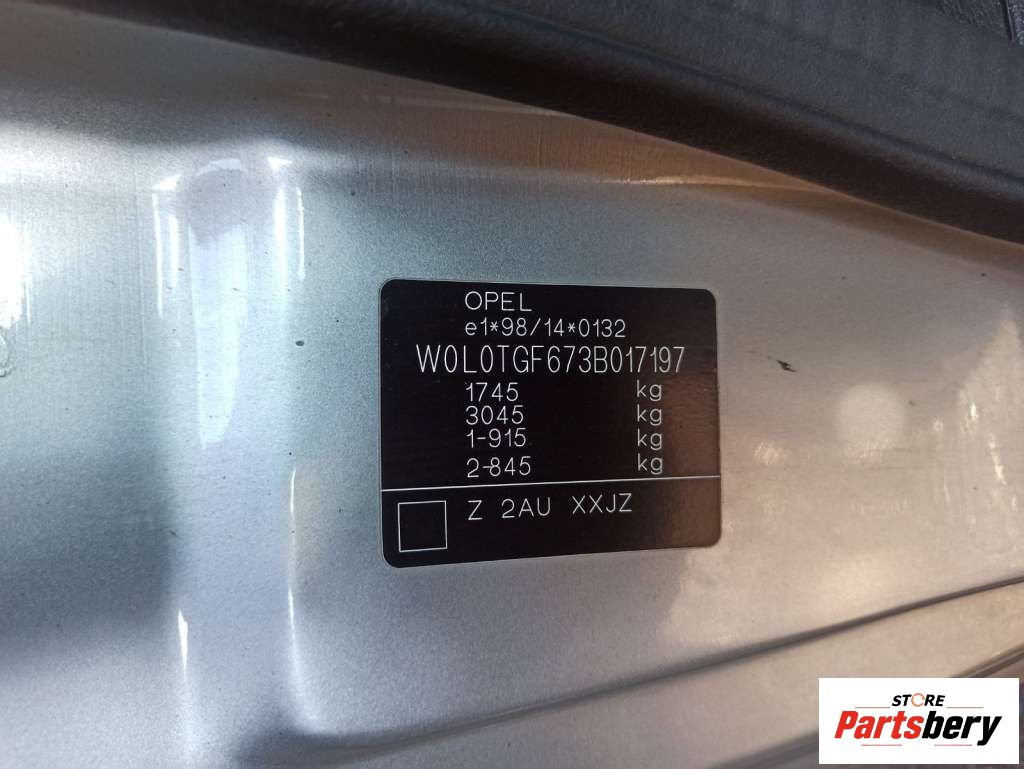 OPEL
e1*98/14*0132
W0L0TGF673B017197
1745 kg
3045 kg
1-915 kg
2-845 kg
Z 2AU XXJZ
STORE
Partsbery